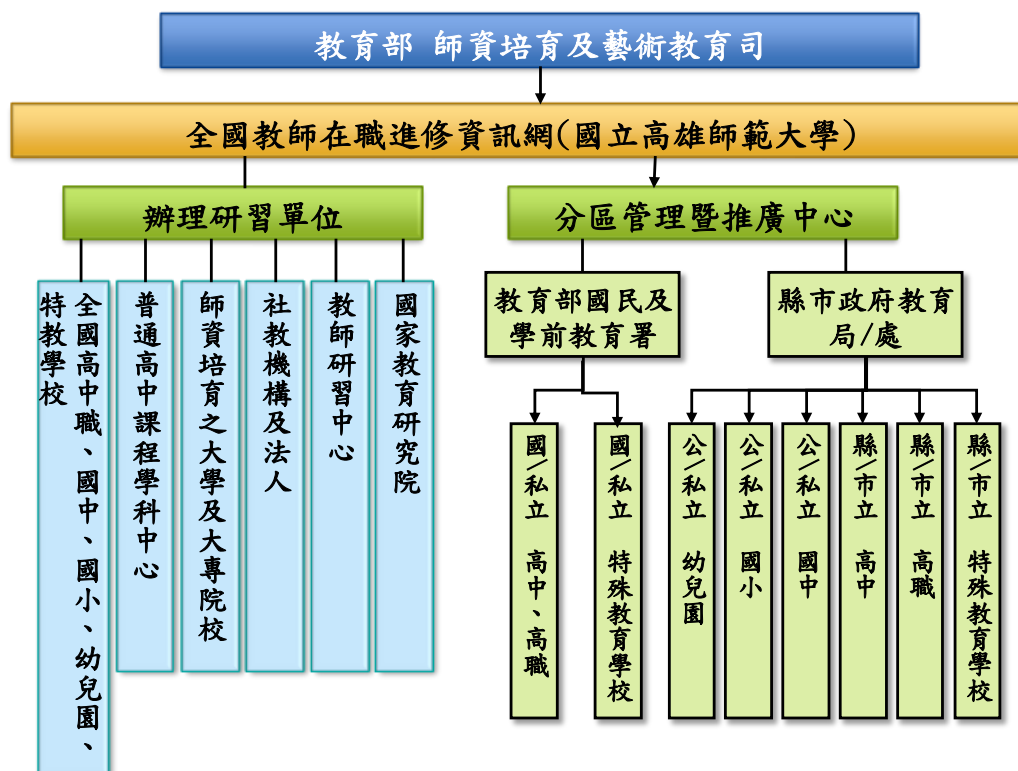 教育部 師資培育及藝術教育司
全國教師在職進修資訊網(國立高雄師範大學)
辦理研習單位
分區管理暨推廣中心
全國高中職、國中、國小、幼兒園、
特教學校
普通高中課程學科中心
師資培育之大學及大專院校
社教機構及法人
教師研習中心
國家教育研究院
教育部國民及
學前教育署
縣市政府教育
局/處
國/私立 高中、高職
國/私立 特殊教育學校
公/私立 幼兒園
公/私立 國小
公/私立 國中
縣/市立 高中
縣/市立 高職
縣/市立 特殊教育學校